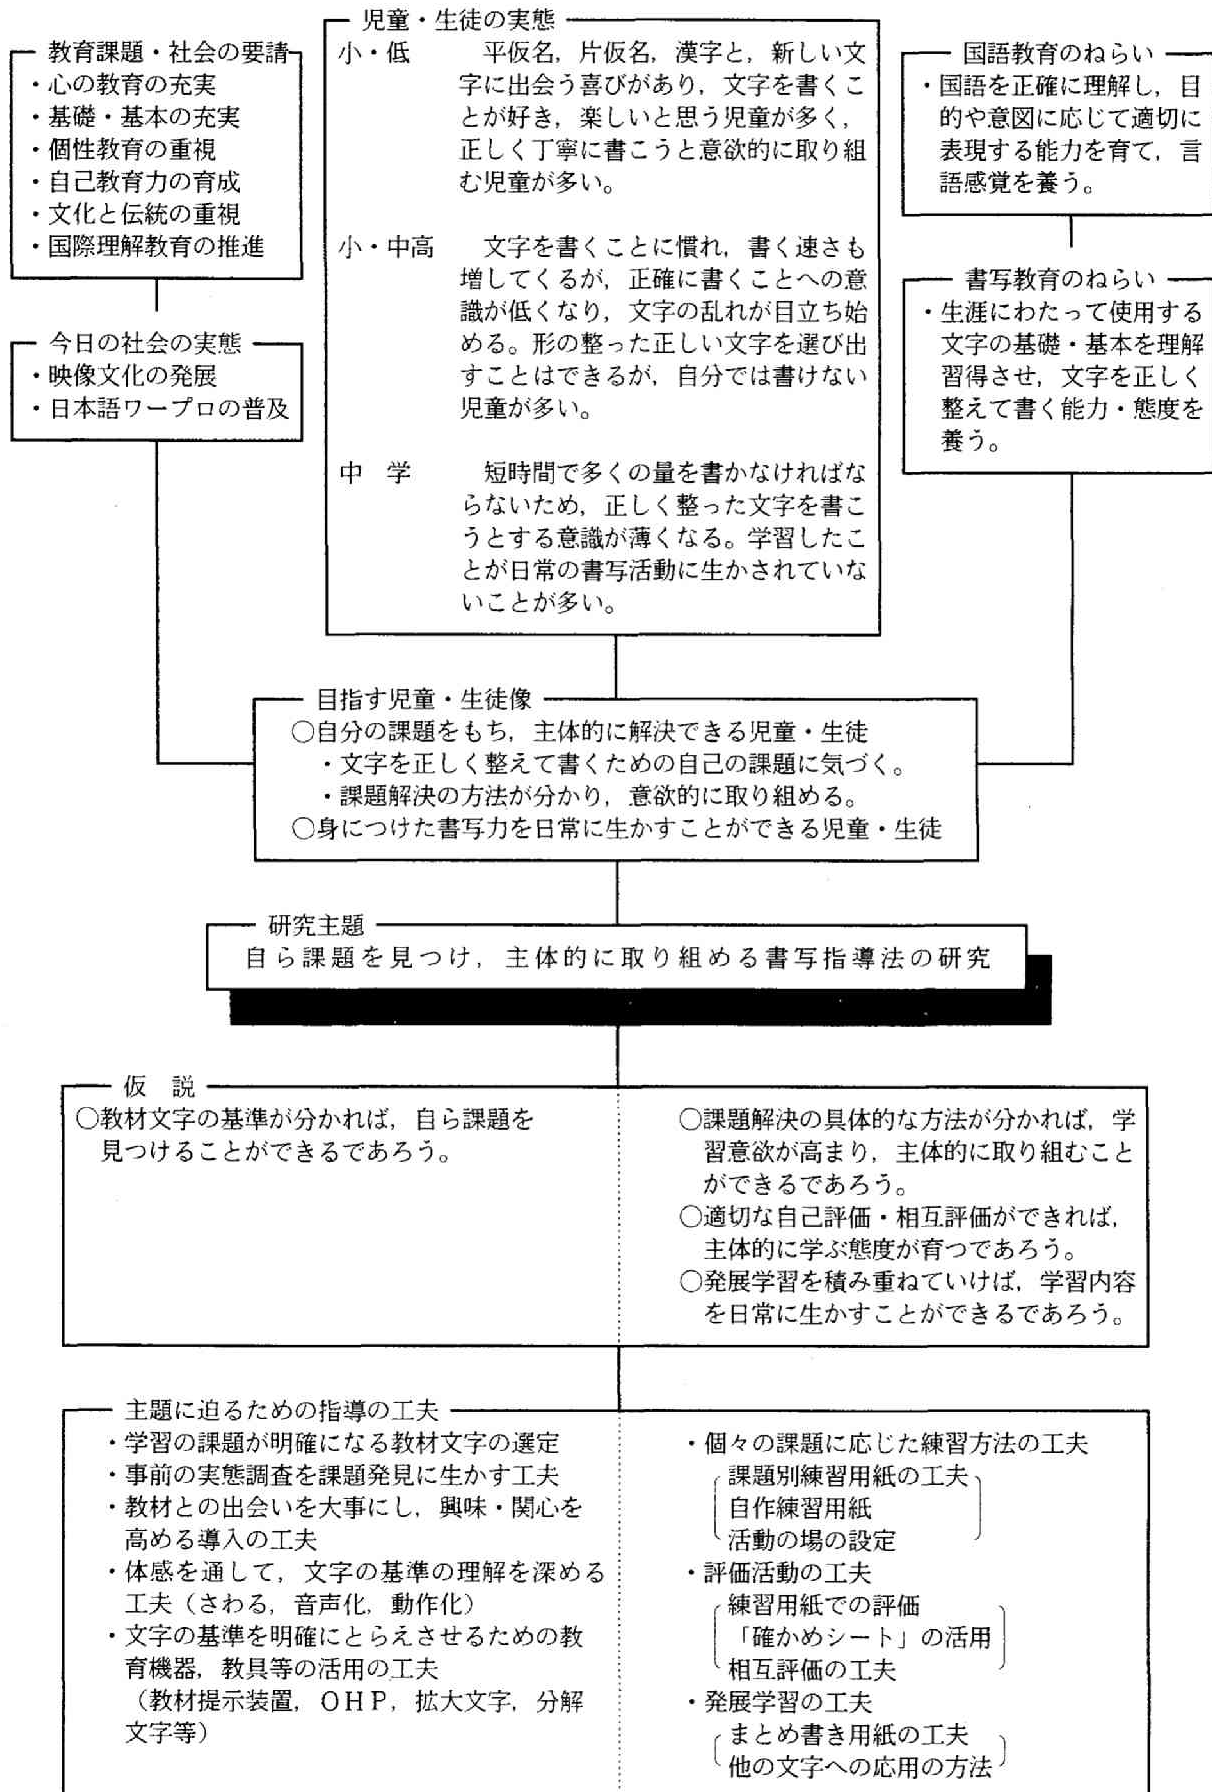 教育課題・社会の要請
・心の教育の充実
・基礎・基本の充実
・個性教育の重視
・自己教育力の育成
・文化と伝統の重視
・国際理解教育の推進
今日の社会の実態
・映像文化の発展
・日本語ワープロの普及
児童・生徒の実態
小・低　平仮名，片仮名，漢字と，新しい文
字に出会う喜びがあり，文字を書くこ
とが好き，楽しいと思う児童が多く，
正しく丁寧に書こうと意欲的に取り組
む児童が多い。
小・中高　文字を書くことに慣れ，書く速さも
増してくるが，正確に書くことへの意
識が低くなり，文字の乱れが目立ち始
める。形の整った正しい文字を選び出
すことはできるが，自分では書けない
児童が多い。
中　学　短時間で多くの量を書かなければな
らないため，正しく整った文字を書こ
うとする意識が薄くなる。学習したこ
とが日常の書写活動に生かされていな
いことが多い。
国語教育のねらい
・国語を正確に理解し，目
的や意図に応じて適切に
表現する能力を育て，言
語感覚を養う。
書写教育のねらい
・生涯にわたって使用する
文字の基礎・基本を理解
習得させ，文字を正しく
整えて書く能力・態度を
養う。
目指す児童・生徒像
○自分の課題をもち，主体的に解決できる児童・生徒
・文字を正しく整えて書くための自己の課題に気づく。
・課題解決の方法が分かり，意欲的に取り組める。
○身につけた書写力を日常に生かすことができる児童・生徒
研究主題
自ら課題を見つけ，主体的に取り組める書写指導法の研究
仮　説
○教材文字の基準が分かれば，自ら課題を
見つけることができるであろう。
○課題解決の具体的な方法が分かれば，学
習意欲が高まり，主体的に取り組むこと
ができるであろう。
○適切な自己評価・相互評価ができれば，
主体的に学ぶ態度が育つであろう。
○発展学習を積み重ねていけば，学習内容
を日常に生かすことができるであろう。
主題に迫るための指導の工夫
・学習の課題が明確になる教材文字の選定
・事前の実態調査を課題発見に生かす工夫
・教材との出会いを大事にし，興味・関心を
高める導入の工夫
・体感を通して，文字の基準の理解を深める
工夫（さわる，音声化，動作化）
・文字の基準を明確にとらえさせるための教
育機器，教具等の活用の工夫
（教材提示装置，ＯＨＰ，拡大文字，分解
文字等）
・個々の課題に応じた練習方法の工夫
課題別練習用紙の工夫
自作練習用紙
活動の場の設定
・評価活動の工夫
練習用紙での評価
「確かめシート」の活用
相互評価の工夫
・発展学習の工夫
まとめ書き用紙の工夫
他の文字への応用の方法